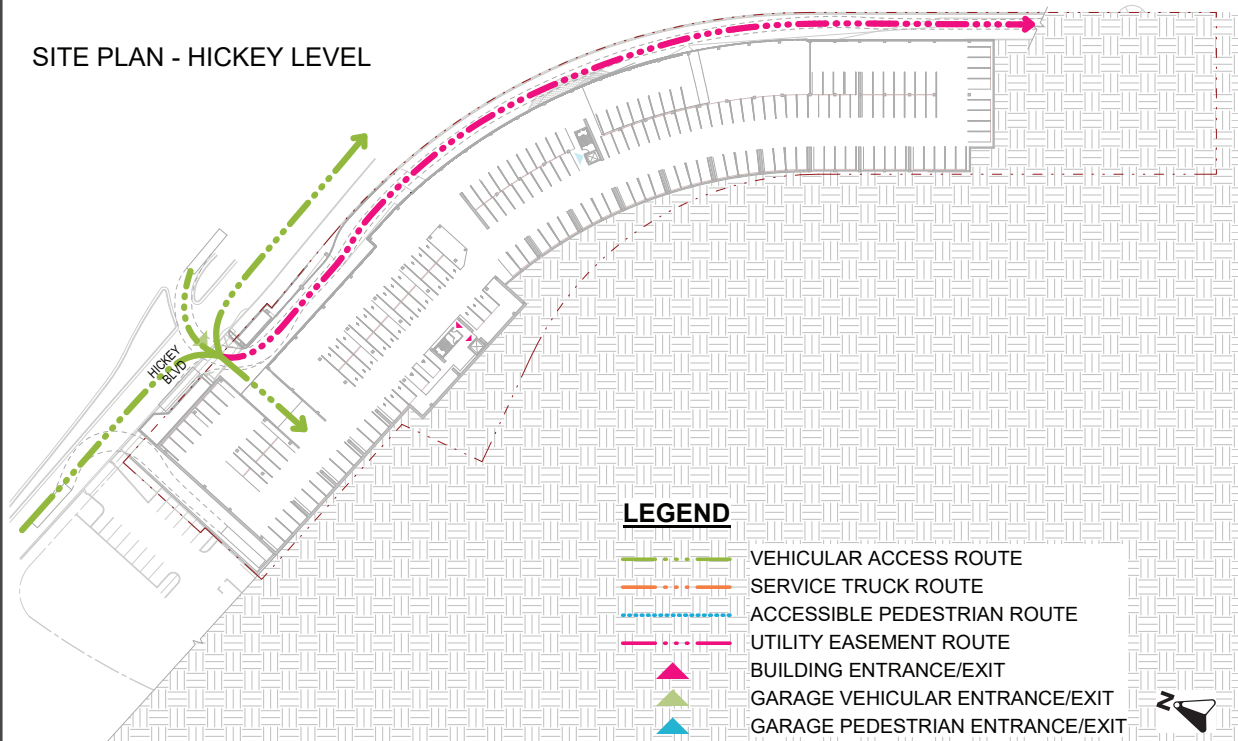 SITE PLAN - HICKEY LEVEL
HICKEY
BLVD
LEGEND
VEHICULAR ACCESS ROUTE
SERVICE TRUCK ROUTE
ACCESSIBLE PEDESTRIAN ROUTE
UTILITY EASEMENT ROUTE
BUILDING ENTRANCE/EXIT
GARAGE VEHICULAR ENTRANCE/EXIT
GARAGE PEDESTRIAN ENTRANCE/EXIT
N